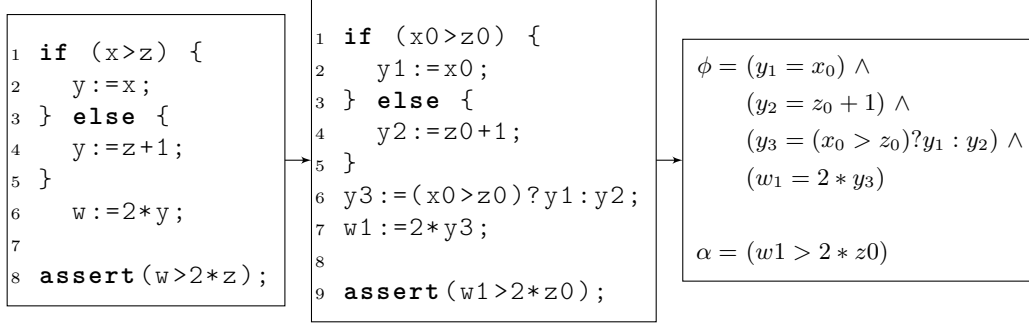 1 if (x>z) {
2 y:=x;
3 } else {
4 y:=z+1;
5 }
6 w:=2*y;
7
8 assert(w>2*z);
1 if (x0>z0) {
2 y1:=x0;
3 } else {
4 y2:=z0+1;
5 }
6 y3:=(x0>z0)?y1:y2;
7 w1:=2*y3;
8
9 assert(w1>2*z0);
ϕ = (y₁ = x₀) ∧
(y₂ = z₀ + 1) ∧
(y₃ = (x₀ > z₀)?y₁ : y₂) ∧
(w₁ = 2 * y₃)
α = (w1 > 2 * z0)